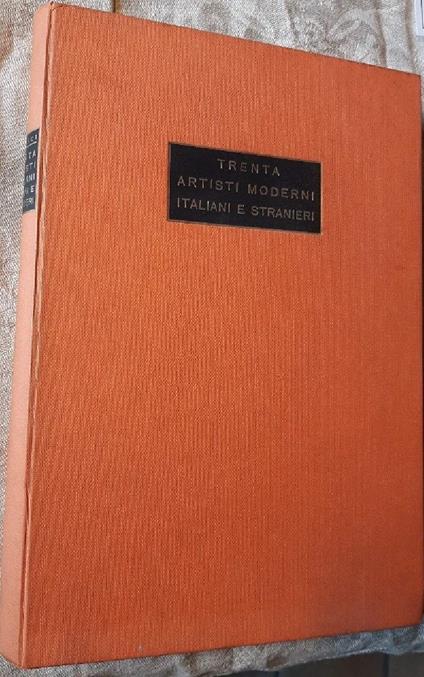 TRENTA
ARTISTI MODERNI
ITALIANI E STRANIERI